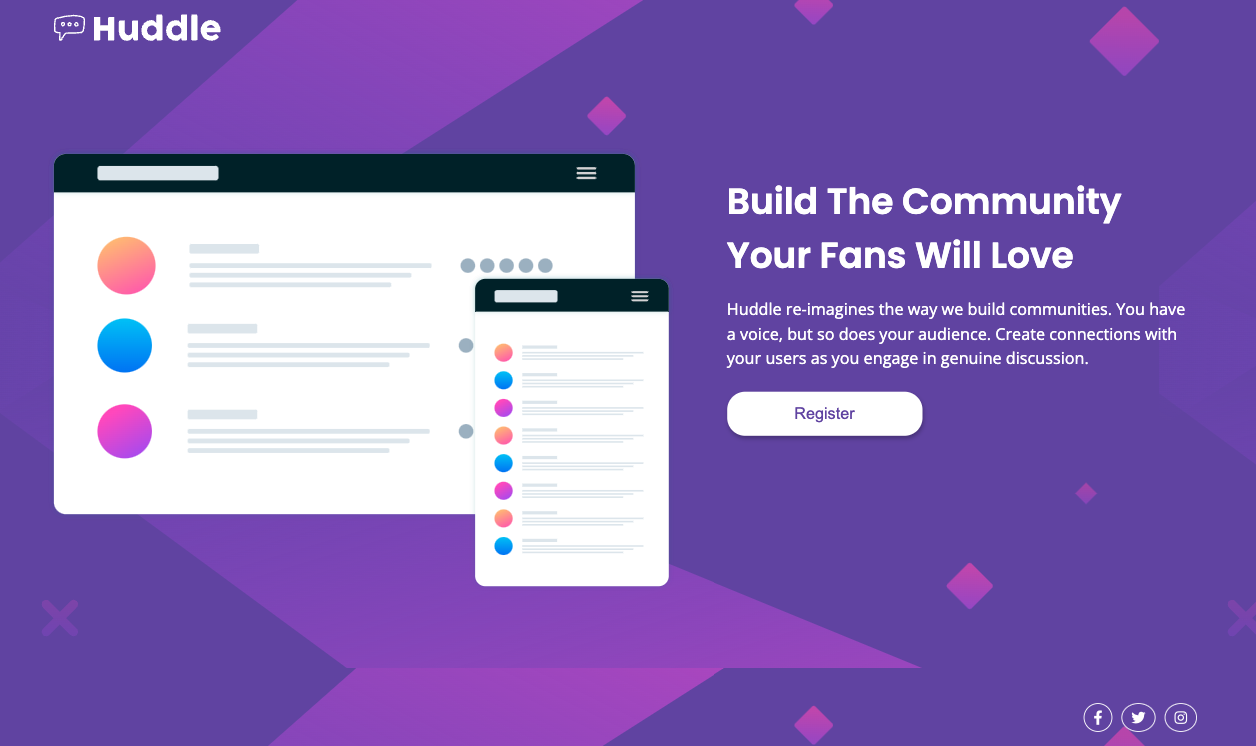 Huddle
Build The Community
Your Fans Will Love
Huddle re-imagines the way we build communities. You have
a voice, but so does your audience. Create connections with
your users as you engage in genuine discussion.
Register